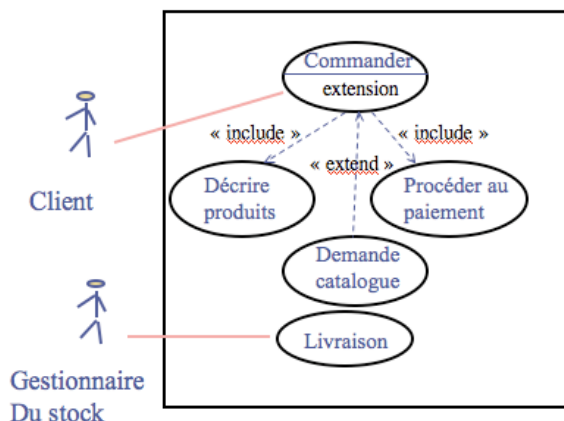 Commander
extension
« include »
« include »
« extend »
Décrire
produits
Procéder au
paiement
Client
Demande
catalogue
Livraison
Gestionnaire
Du stock